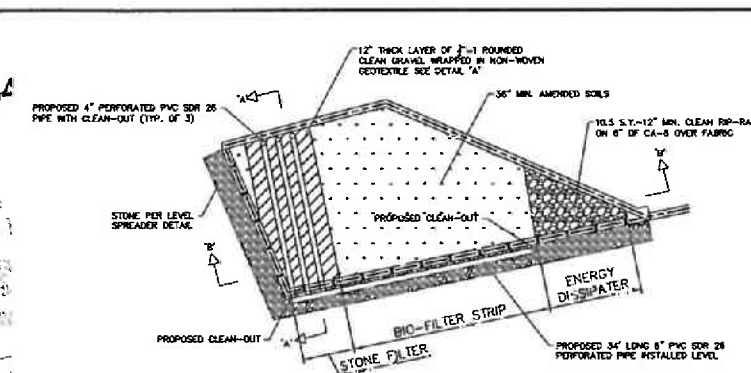 12" THICK LAYER OF ¾"-1 ROUNDED
CLEAN GRAVEL WRAPPED IN NON-WOVEN
GEOTEXTILE SEE DETAIL "A"
"A"
PROPOSED 4" PERFORATED PVC SDR 26
PIPE WITH CLEAN-OUT (TYP. OF 3)
36" MIN. AMENDED SOILS
10.5 S.Y.-12" MIN. CLEAN RIP-RA
ON 6" OF CA-6 OVER FABRIC
"B"
STONE PER LEVEL
SPREADER DETAIL
PROPOSED CLEAN-OUT
"B"
ENERGY
DISSIPATER
BIO-FILTER STRIP
PROPOSED CLEAN-OUT
"A"
STONE FILTER
PROPOSED 34' LONG 6" PVC SDR 26
PERFORATED PIPE INSTALLED LEVEL